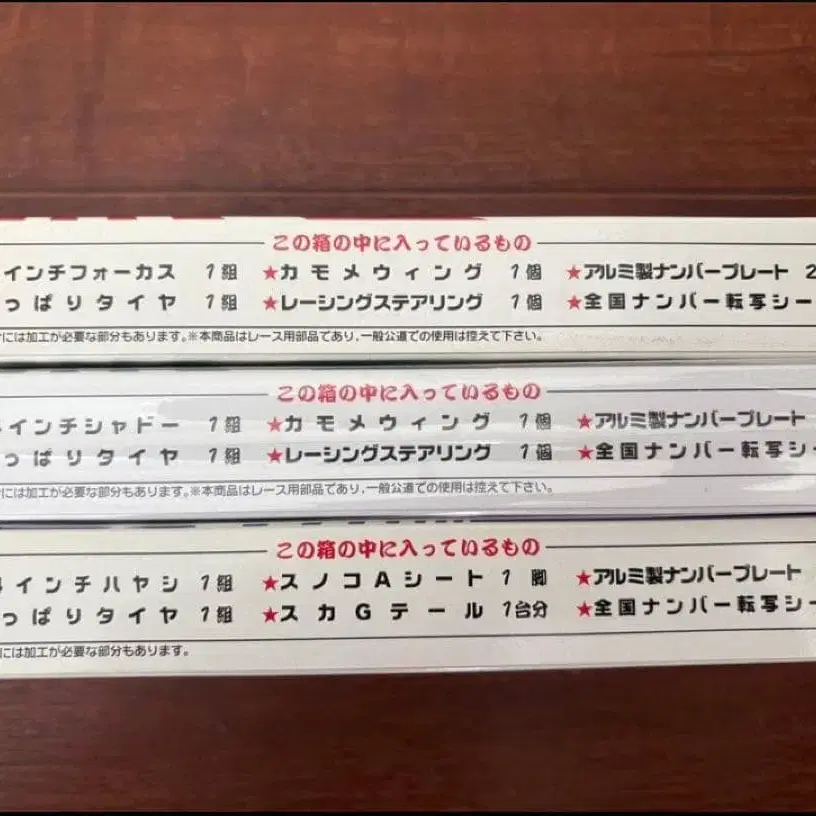 この箱の中に入っているもの
インチフォーカス 1組 ★カモメウィング 1個 ★アルミ製ナンバープレート 2
っぱりタイヤ 1組 ★レーシングステアリング 1個 ★全国ナンバー転写シー
には加工が必要な部分もあります。※本商品はレース用部品であり、一般公道での使用は控えて下さい。
この箱の中に入っているもの
インチシャドー 1組 ★カモメウィング 1個 ★アルミ製ナンバープレート
っぱりタイヤ 1組 ★レーシングステアリング 1個 ★全国ナンバー転写シー
には加工が必要な部分もあります。※本商品はレース用部品であり、一般公道での使用は控えて下さい。
この箱の中に入っているもの
インチハヤシ 1組 ★スノコAシート 1脚 ★アルミ製ナンバープレート
っぱりタイヤ 1組 ★スカGテール 1台分 ★全国ナンバー転写シー
には加工が必要な部分もあります。